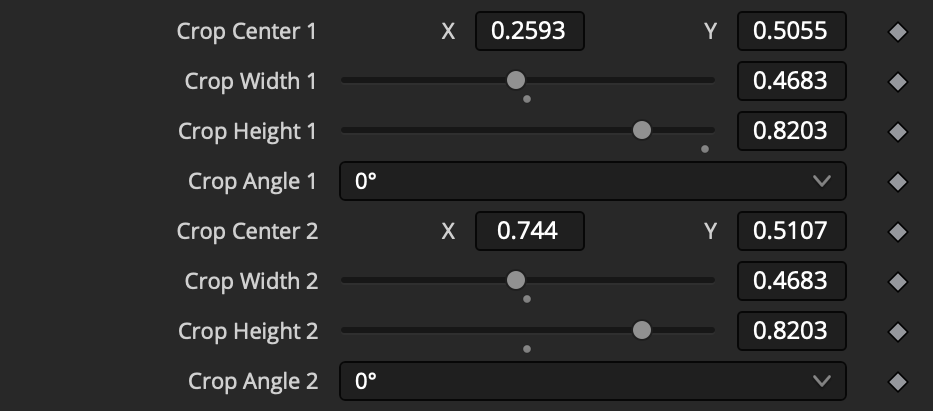 Crop Center 1 X 0.2593 Y 0.5055
Crop Width 1 0.4683
Crop Height 1 0.8203
Crop Angle 1 0°
Crop Center 2 X 0.744 Y 0.5107
Crop Width 2 0.4683
Crop Height 2 0.8203
Crop Angle 2 0°